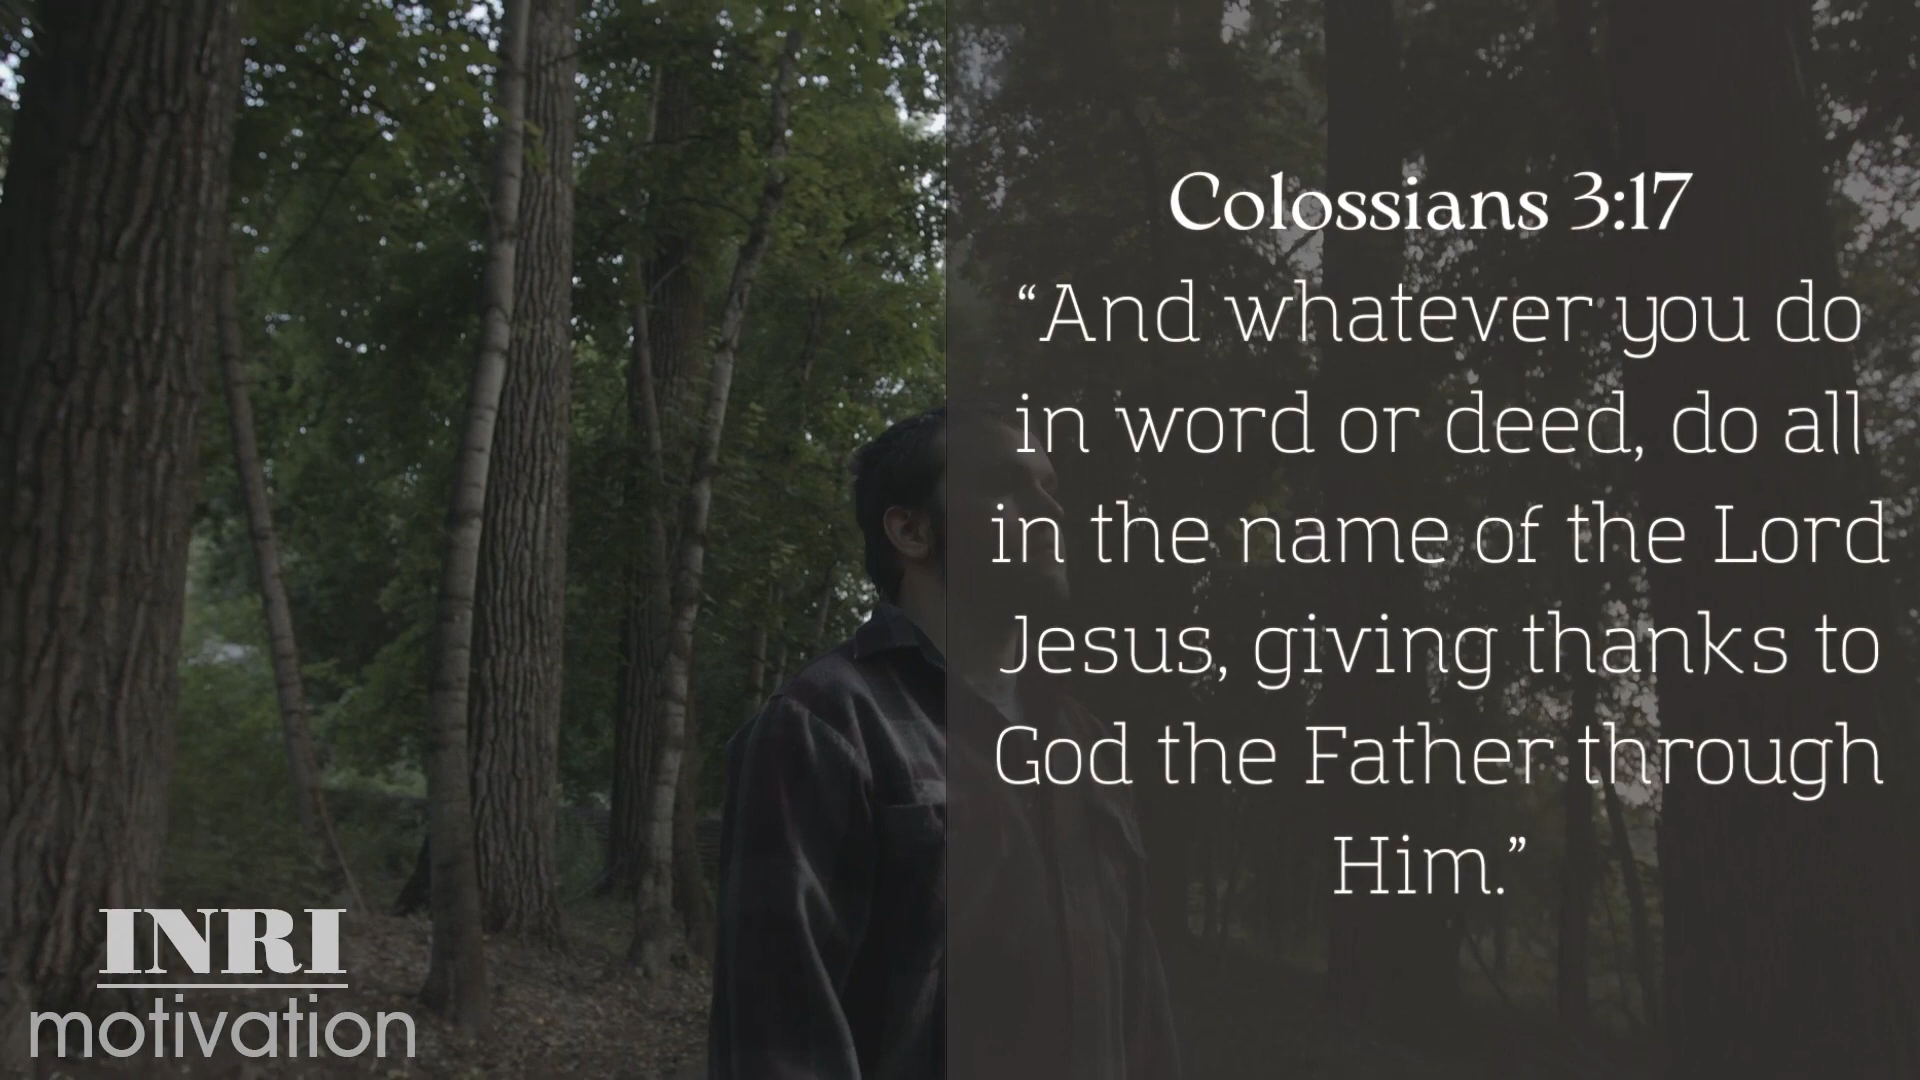 Colossians 3:17
“And whatever you do
in word or deed, do all
in the name of the Lord
Jesus, giving thanks to
God the Father through
Him.”
INRI
motivation